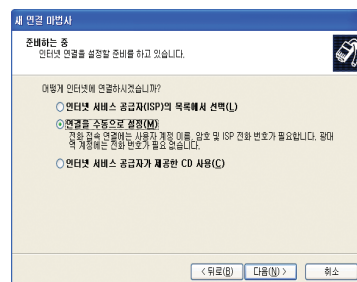 새 연결 마법사
준비하는 중
인터넷 연결을 설정할 준비를 하고 있습니다.
어떻게 인터넷에 연결하시겠습니까?
인터넷 서비스 공급자(ISP)의 목록에서 선택(L)
연결을 수동으로 설정(M)
전화 접속 연결에는 사용자 계정 이름, 암호 및 ISP 전화 번호가 필요합니다. 광대
역 계정에는 전화 번호가 필요 없습니다.
인터넷 서비스 공급자가 제공한 CD 사용(C)
< 뒤로(B) 다음(N) > 취소